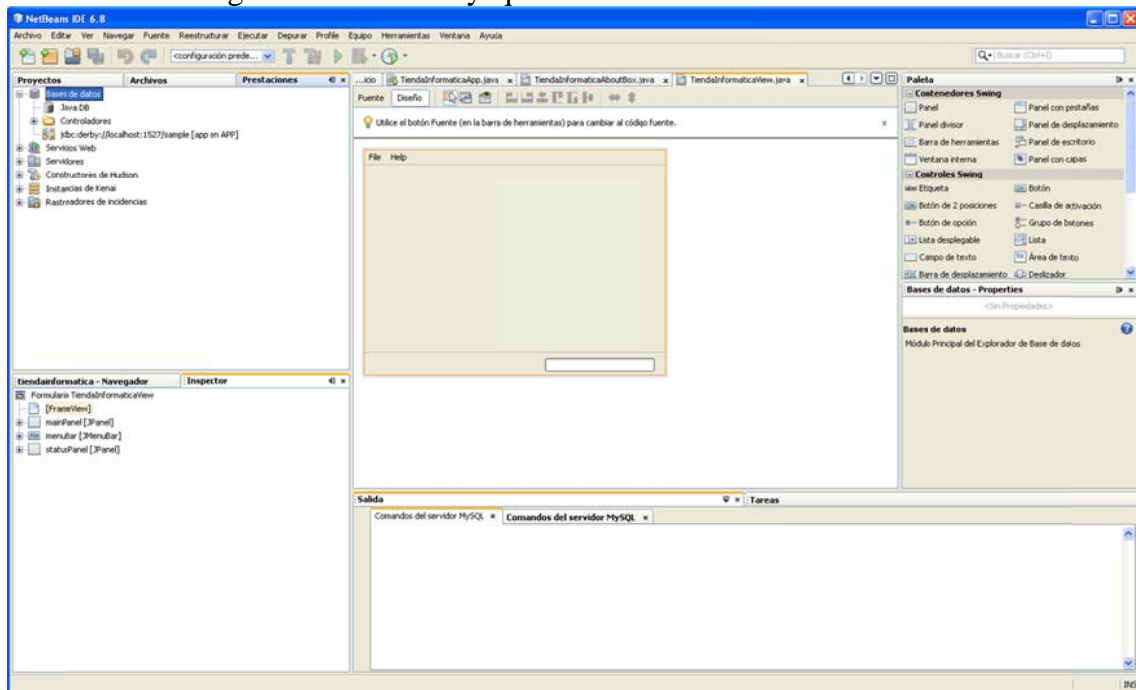 NetBeans IDE 6.8
Archivo Editar Ver Navegar Fuente Reestructurar Ejecutar Depurar Profile Equipo Herramientas Ventana Ayuda
<configuración prede...
Buscar (Ctrl+I)
Proyectos Archivos Prestaciones
Bases de datos
Java DB
Controladores
jdbc:derby://localhost:1527/sample [app en APP]
Servicios Web
Servidores
Constructores de Hudson
Instancias de Kenai
Rastreadores de incidencias
tiendainformatica - Navegador Inspector
Formulario TiendaInformaticaView
[FrameView]
mainPanel [JPanel]
menuBar [JMenuBar]
statusPanel [JPanel]
...icio TiendaInformaticaApp.java TiendaInformaticaAboutBox.java TiendaInformaticaView.java
Fuente Diseño
Utilice el botón Fuente (en la barra de herramientas) para cambiar al código fuente.
File Help
Salida Tareas
Comandos del servidor MySQL Comandos del servidor MySQL
Paleta
Contenedores Swing
Panel Panel con pestañas
Panel divisor Panel de desplazamiento
Barra de herramientas Panel de escritorio
Ventana interna Panel con capas
Controles Swing
Etiqueta Botón
Botón de 2 posiciones Casilla de activación
Botón de opción Grupo de botones
Lista desplegable Lista
Campo de texto Área de texto
Barra de desplazamiento Deslizador
Bases de datos - Properties
<Sin Propiedades>
Bases de datos
Módulo Principal del Explorador de Base de datos
INS